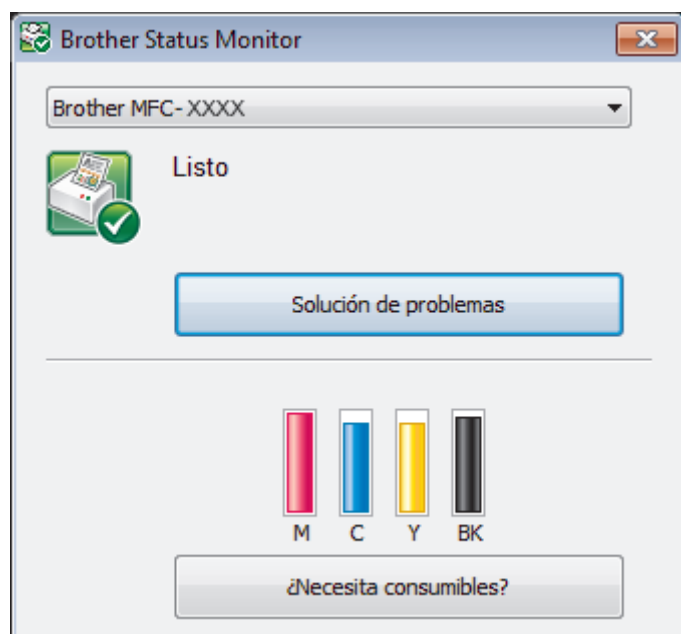 Brother Status Monitor
Brother MFC- XXXX
Listo
Solución de problemas
M C Y BK
¿Necesita consumibles?